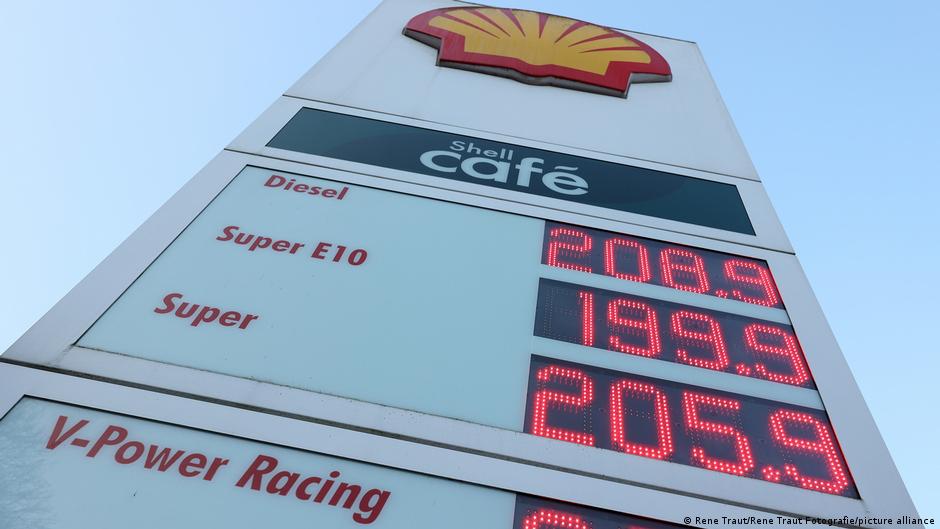 Shell
café
Diesel 208.9
Super E10 199.9
Super 205.9
V-Power Racing
© Rene Traut/Rene Traut Fotografie/picture alliance